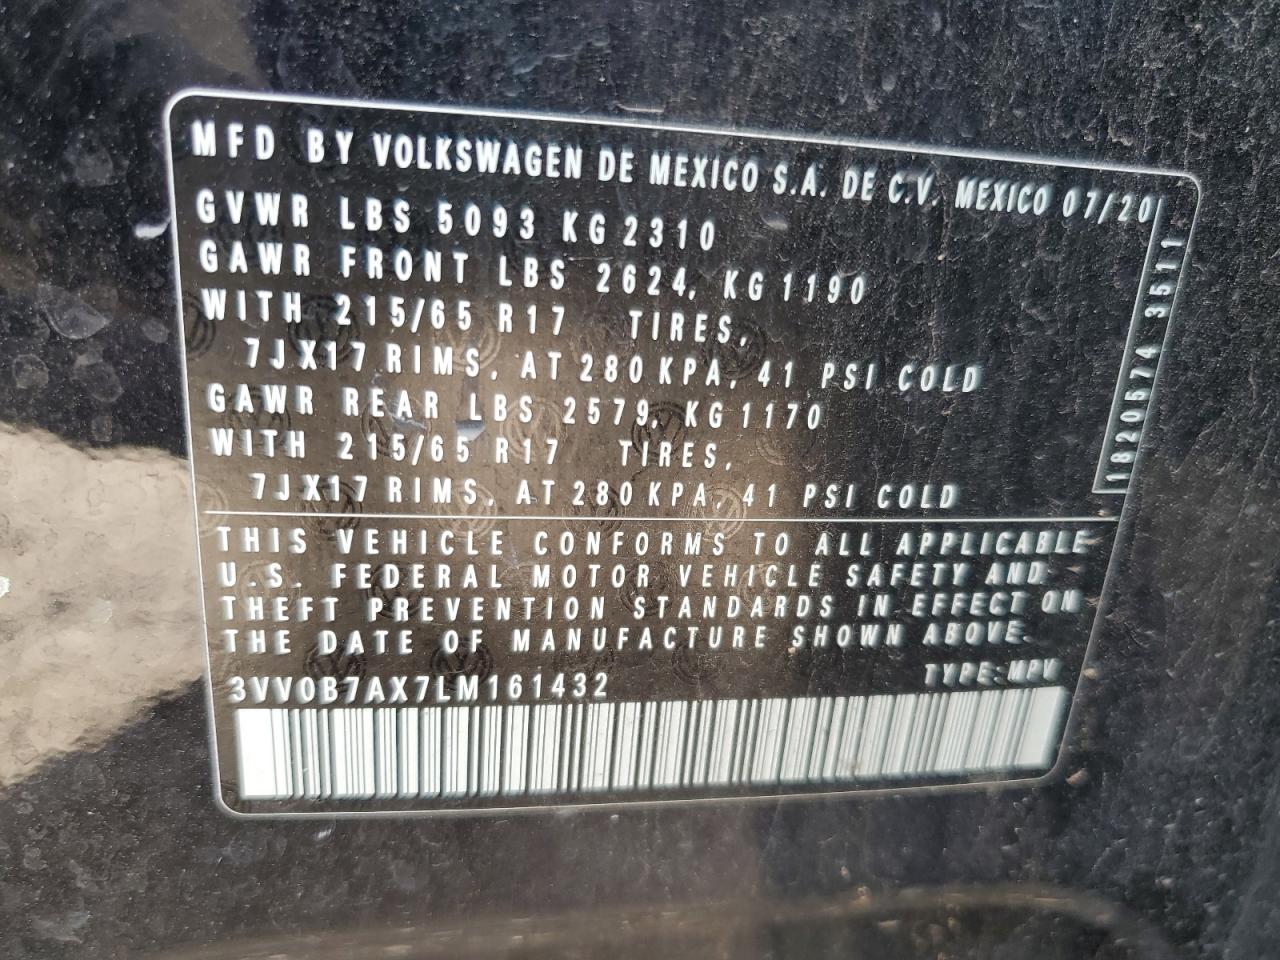 MFD BY VOLKSWAGEN DE MEXICO S.A. DE C.V. MEXICO 07/20
GVWR LBS 5093 KG 2310
GAWR FRONT LBS 2624, KG 1190
WITH 215/65 R17 TIRES,
7JX17 RIMS, AT 280 KPA, 41 PSI COLD
GAWR REAR LBS 2579, KG 1170
WITH 215/65 R17 TIRES,
7JX17 RIMS, AT 280 KPA, 41 PSI COLD
1820574 3511
THIS VEHICLE CONFORMS TO ALL APPLICABLE
U.S. FEDERAL MOTOR VEHICLE SAFETY AND
THEFT PREVENTION STANDARDS IN EFFECT ON
THE DATE OF MANUFACTURE SHOWN ABOVE.
3VV0B7AX7LM161432 TYPE: MPV